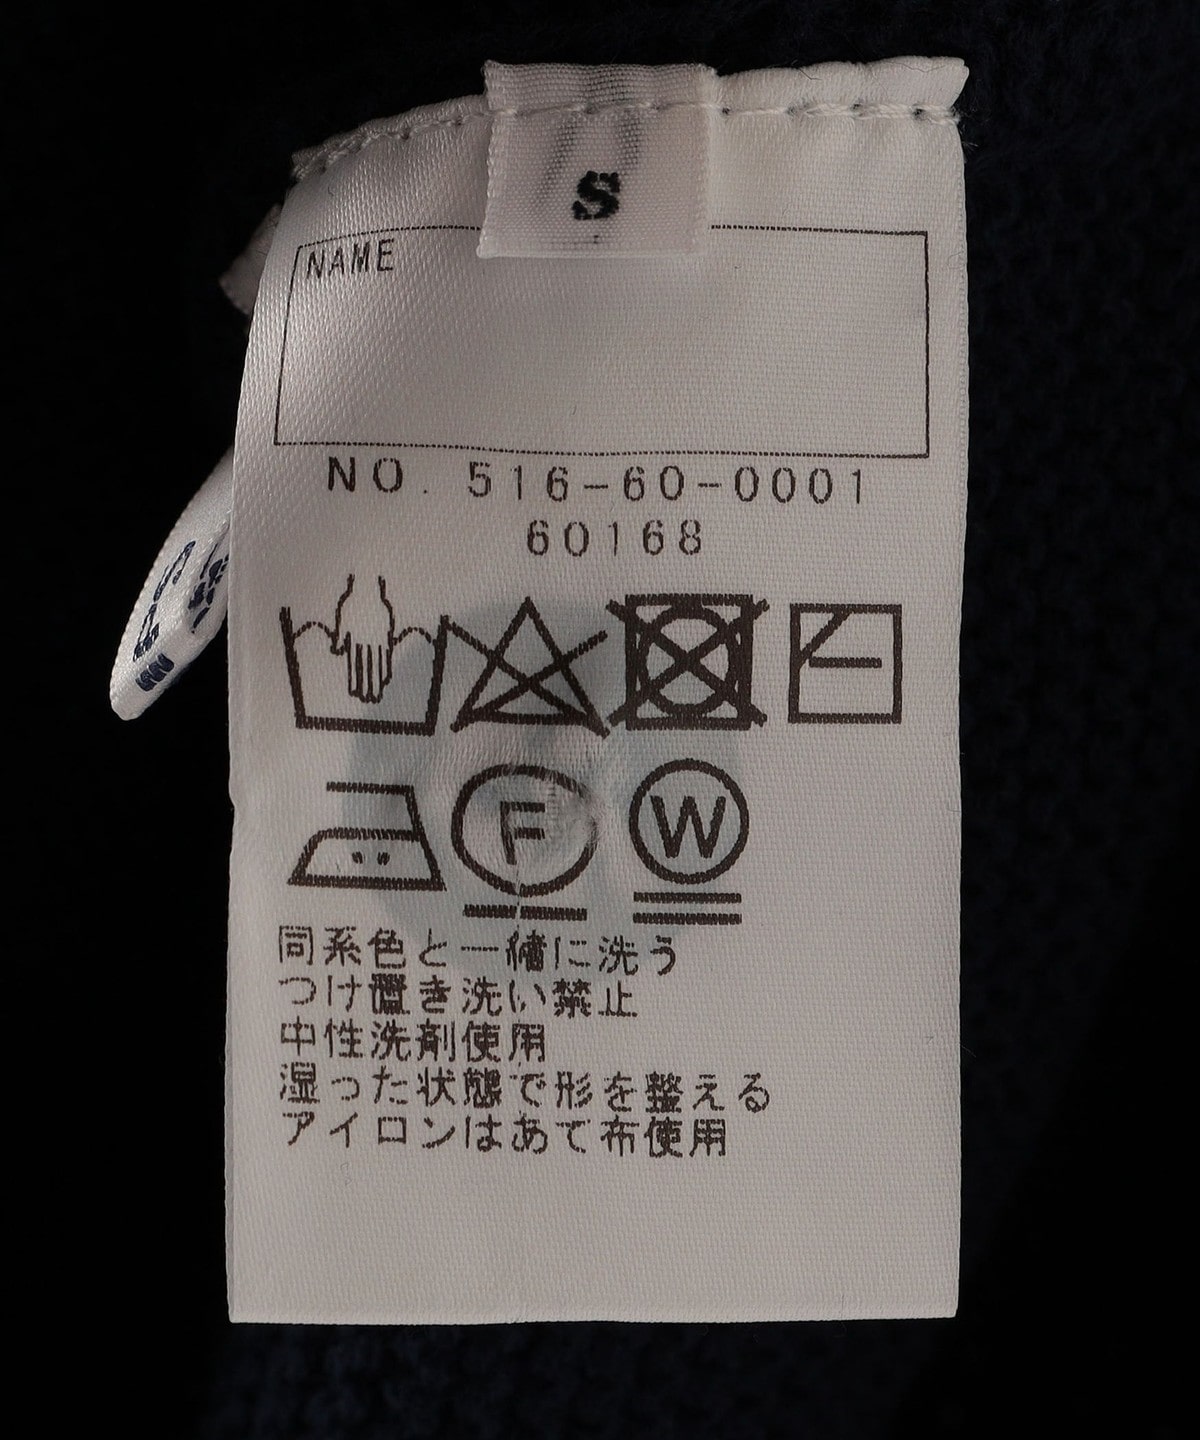 S
NAME
NO. 516-60-0001
60168
F
W
同系色と一緒に洗う
つけ置き洗い禁止
中性洗剤使用
湿った状態で形を整える
アイロンはあて布使用